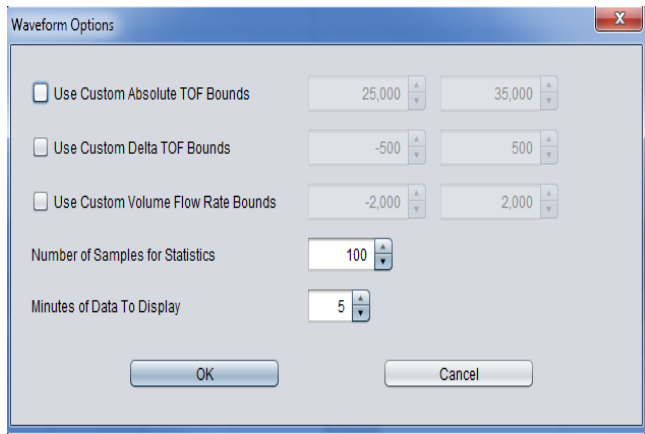 Waveform Options
Use Custom Absolute TOF Bounds 25,000 35,000
Use Custom Delta TOF Bounds -500 500
Use Custom Volume Flow Rate Bounds -2,000 2,000
Number of Samples for Statistics 100
Minutes of Data To Display 5
OK Cancel